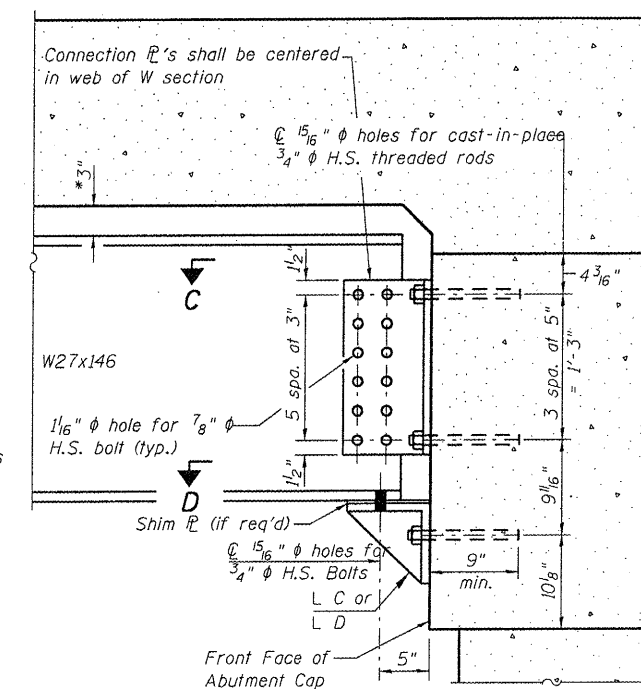 Connection ⅊'s shall be centered
in web of W section
℄ 15/16" ϕ holes for cast-in-place
3/4" ϕ H.S. threaded rods
*3"
1 1/2"
4 3/16"
C
5 spa. at 3"
3 spa. at 5"
= 1'-3"
W27x146
1 1/16" ϕ hole for 7/8" ϕ
H.S. bolt (typ.)
1 1/2"
D
9 11/16"
Shim ⅊ (if req'd)
℄ 15/16" ϕ holes for
3/4" ϕ H.S. Bolts
9"
min.
10 1/8"
L C or
L D
Front Face of
Abutment Cap
5"